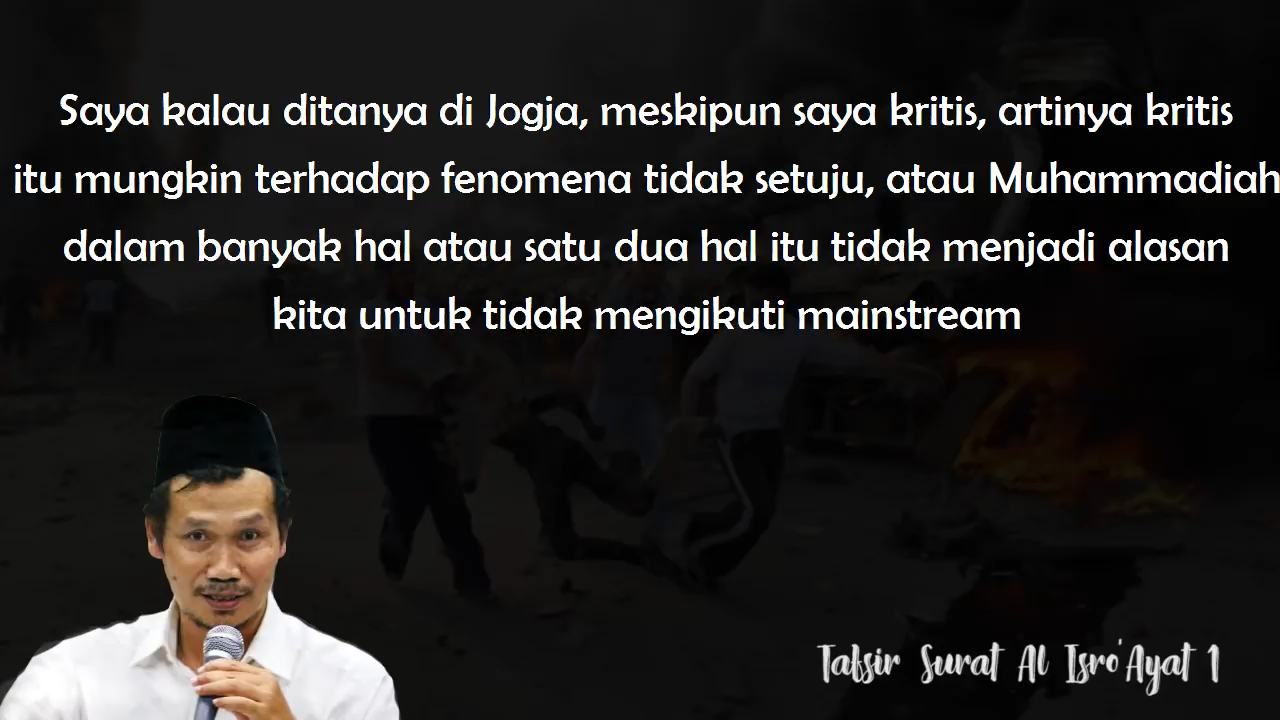 Saya kalau ditanya di Jogja, meskipun saya kritis, artinya kritis
itu mungkin terhadap fenomena tidak setuju, atau Muhammadiah
dalam banyak hal atau satu dua hal itu tidak menjadi alasan
kita untuk tidak mengikuti mainstream
Tafsir Surat Al Isro'Ayat 1